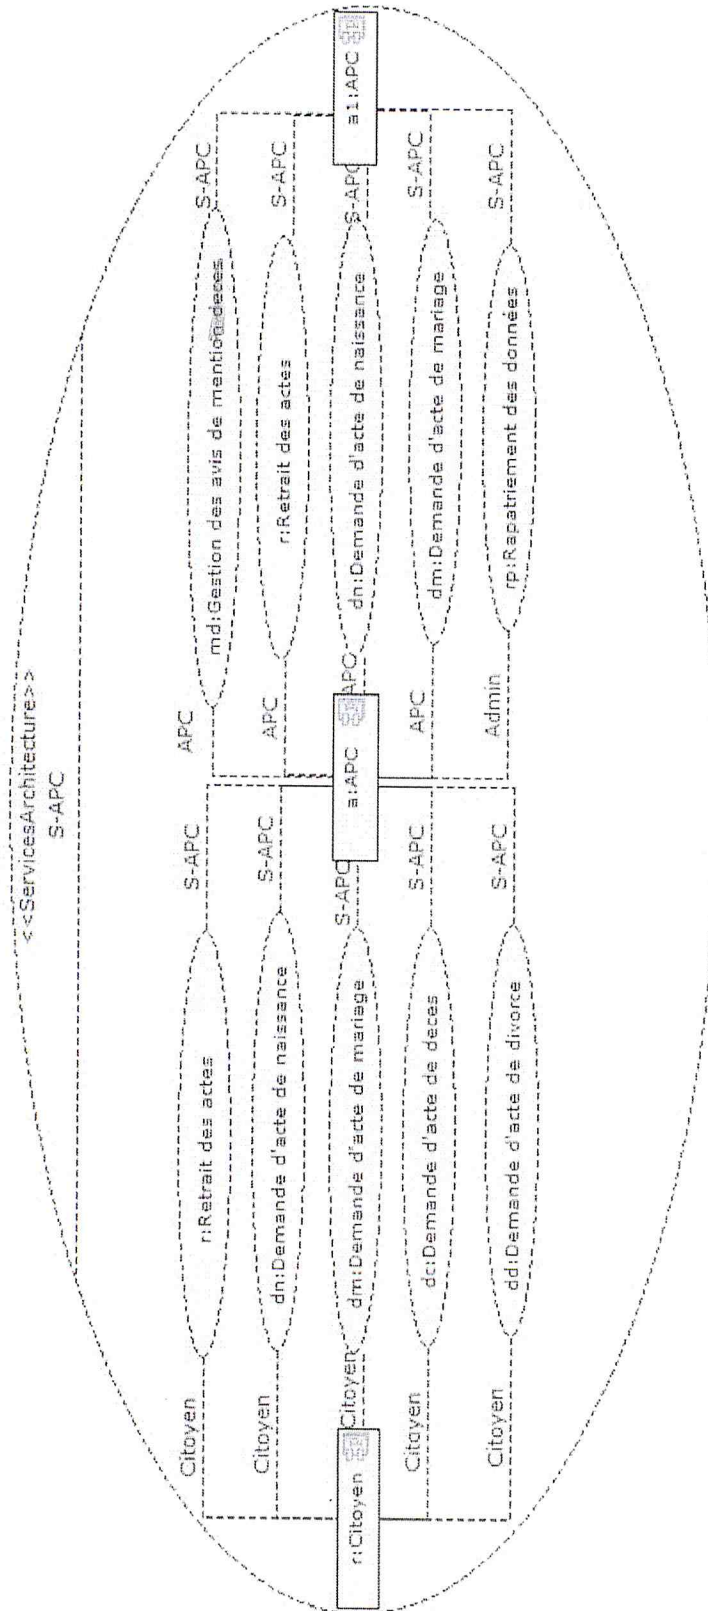 <<ServicesArchitecture>>
S-APC
Citoyen
r:Retrait des actes
S-APC
Citoyen
dn:Demande d'acte de naissance
S-APC
r:Citoyen
Citoyen
dm:Demande d'acte de mariage
S-APC
Citoyen
dc:Demande d'acte de deces
S-APC
Citoyen
dd:Demande d'acte de divorce
S-APC
a:APC
APC
md:Gestion des avis de mention deces
S-APC
APC
r:Retrait des actes
S-APC
APC
dn:Demande d'acte de naissance
S-APC
APC
dm:Demande d'acte de mariage
S-APC
Admin
rp:Rapatriement des données
S-APC
a1:APC